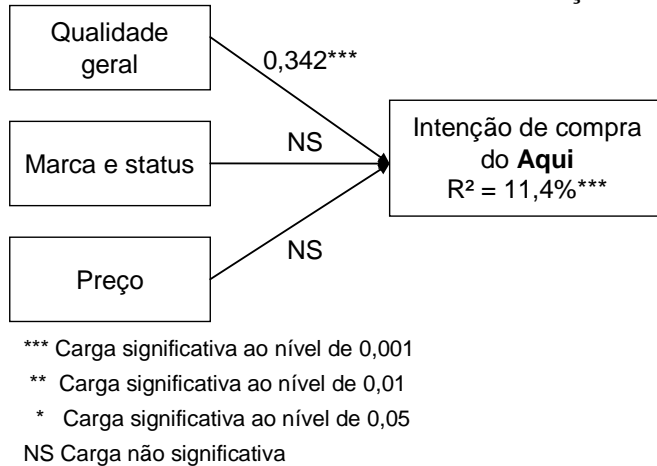 Qualidade
geral
0,342***
Marca e status
NS
Intenção de compra
do Aqui
R² = 11,4%***
NS
Preço
*** Carga significativa ao nível de 0,001
** Carga significativa ao nível de 0,01
* Carga significativa ao nível de 0,05
NS Carga não significativa